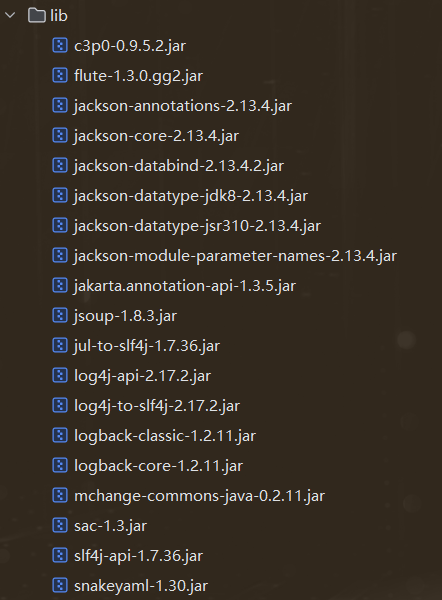 lib
c3p0-0.9.5.2.jar
flute-1.3.0.gg2.jar
jackson-annotations-2.13.4.jar
jackson-core-2.13.4.jar
jackson-databind-2.13.4.2.jar
jackson-datatype-jdk8-2.13.4.jar
jackson-datatype-jsr310-2.13.4.jar
jackson-module-parameter-names-2.13.4.jar
jakarta.annotation-api-1.3.5.jar
jsoup-1.8.3.jar
jul-to-slf4j-1.7.36.jar
log4j-api-2.17.2.jar
log4j-to-slf4j-2.17.2.jar
logback-classic-1.2.11.jar
logback-core-1.2.11.jar
mchange-commons-java-0.2.11.jar
sac-1.3.jar
slf4j-api-1.7.36.jar
snakeyaml-1.30.jar